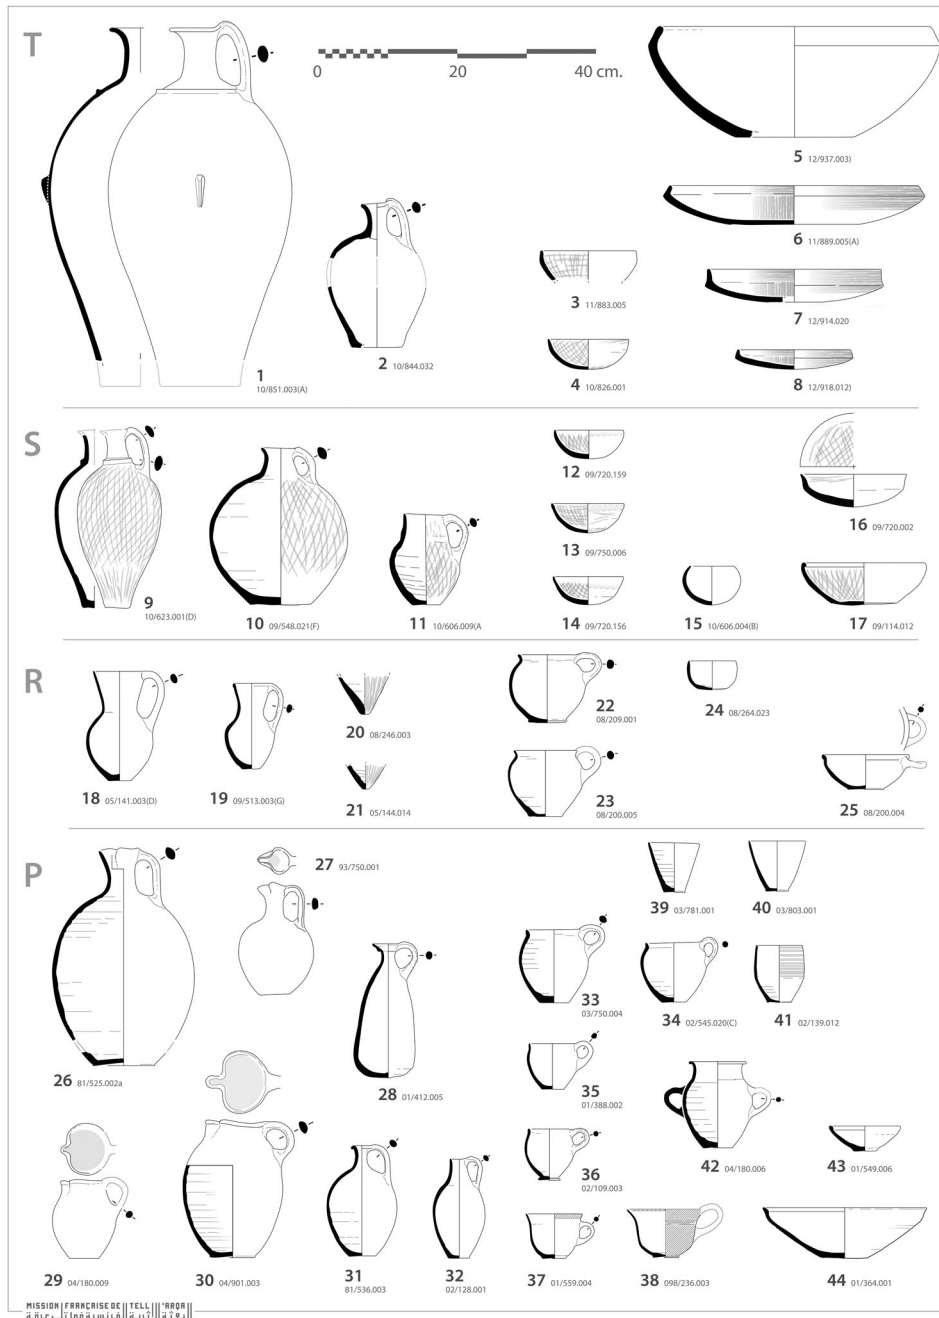 T
0 20 40 cm.
5 12/937.003)
6 11/889.005(A)
3 11/883.005
7 12/914.020
2 10/844.032
1
10/851.003(A)
4 10/826.001
8 12/918.012)
S
12 09/720.159
16 09/720.002
13 09/750.006
9
10/623.001(D)
10 09/548.021(F)
11 10/606.009(A
14 09/720.156
15 10/606.004(B)
17 09/114.012
R
22
08/209.001
24 08/264.023
20 08/246.003
18 05/141.003(D)
19 09/513.003(G)
21 05/144.014
23
08/200.005
25 08/200.004
P
27 93/750.001
39 03/781.001
40 03/803.001
33
03/750.004
34 02/545.020(C)
41 02/139.012
26 81/525.002a
28 01/412.005
35
01/388.002
36
02/109.003
42 04/180.006
43 01/549.006
29 04/180.009
30 04/901.003
31
81/536.003
32
02/128.001
37 01/559.004
38 098/236.003
44 01/364.001
MISSION FRANÇAISE DE TELL 'ARQA